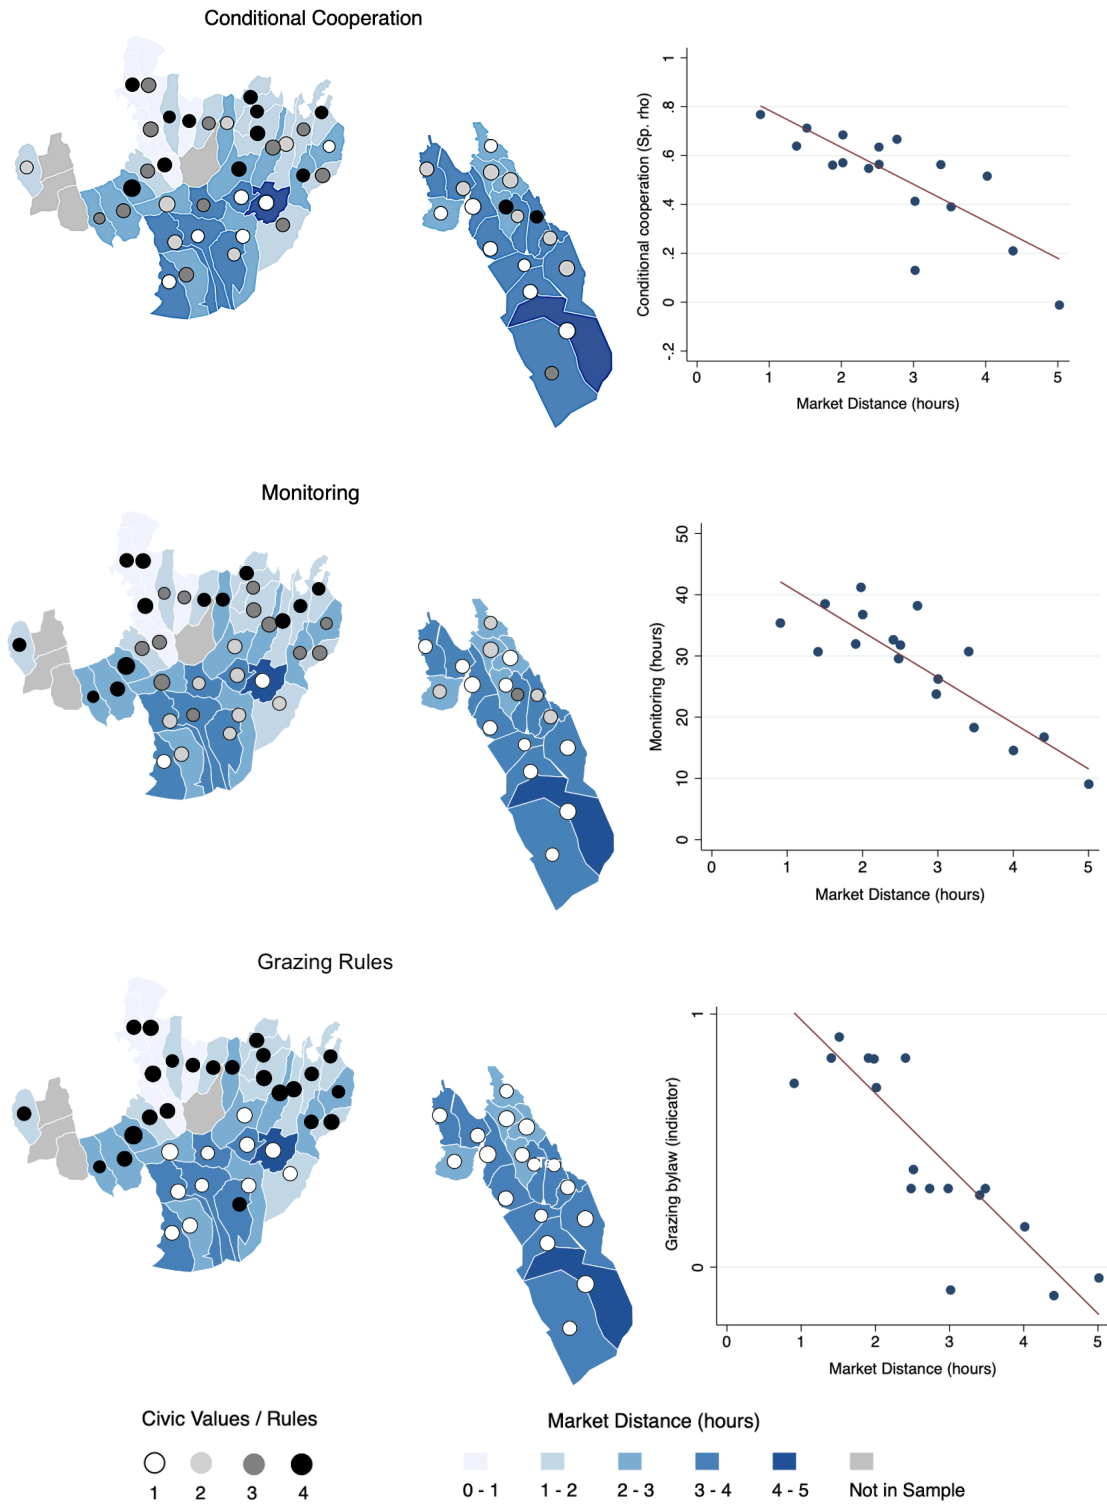 Conditional Cooperation
Conditional cooperation (Sp. rho)
1
.8
.6
.4
.2
0
-.2
0 1 2 3 4 5
Market Distance (hours)
Monitoring
Monitoring (hours)
50
40
30
20
10
0
0 1 2 3 4 5
Market Distance (hours)
Grazing Rules
Grazing bylaw (indicator)
1
0
0 1 2 3 4 5
Market Distance (hours)
Civic Values / Rules
1 2 3 4
Market Distance (hours)
0 - 1 1 - 2 2 - 3 3 - 4 4 - 5 Not in Sample